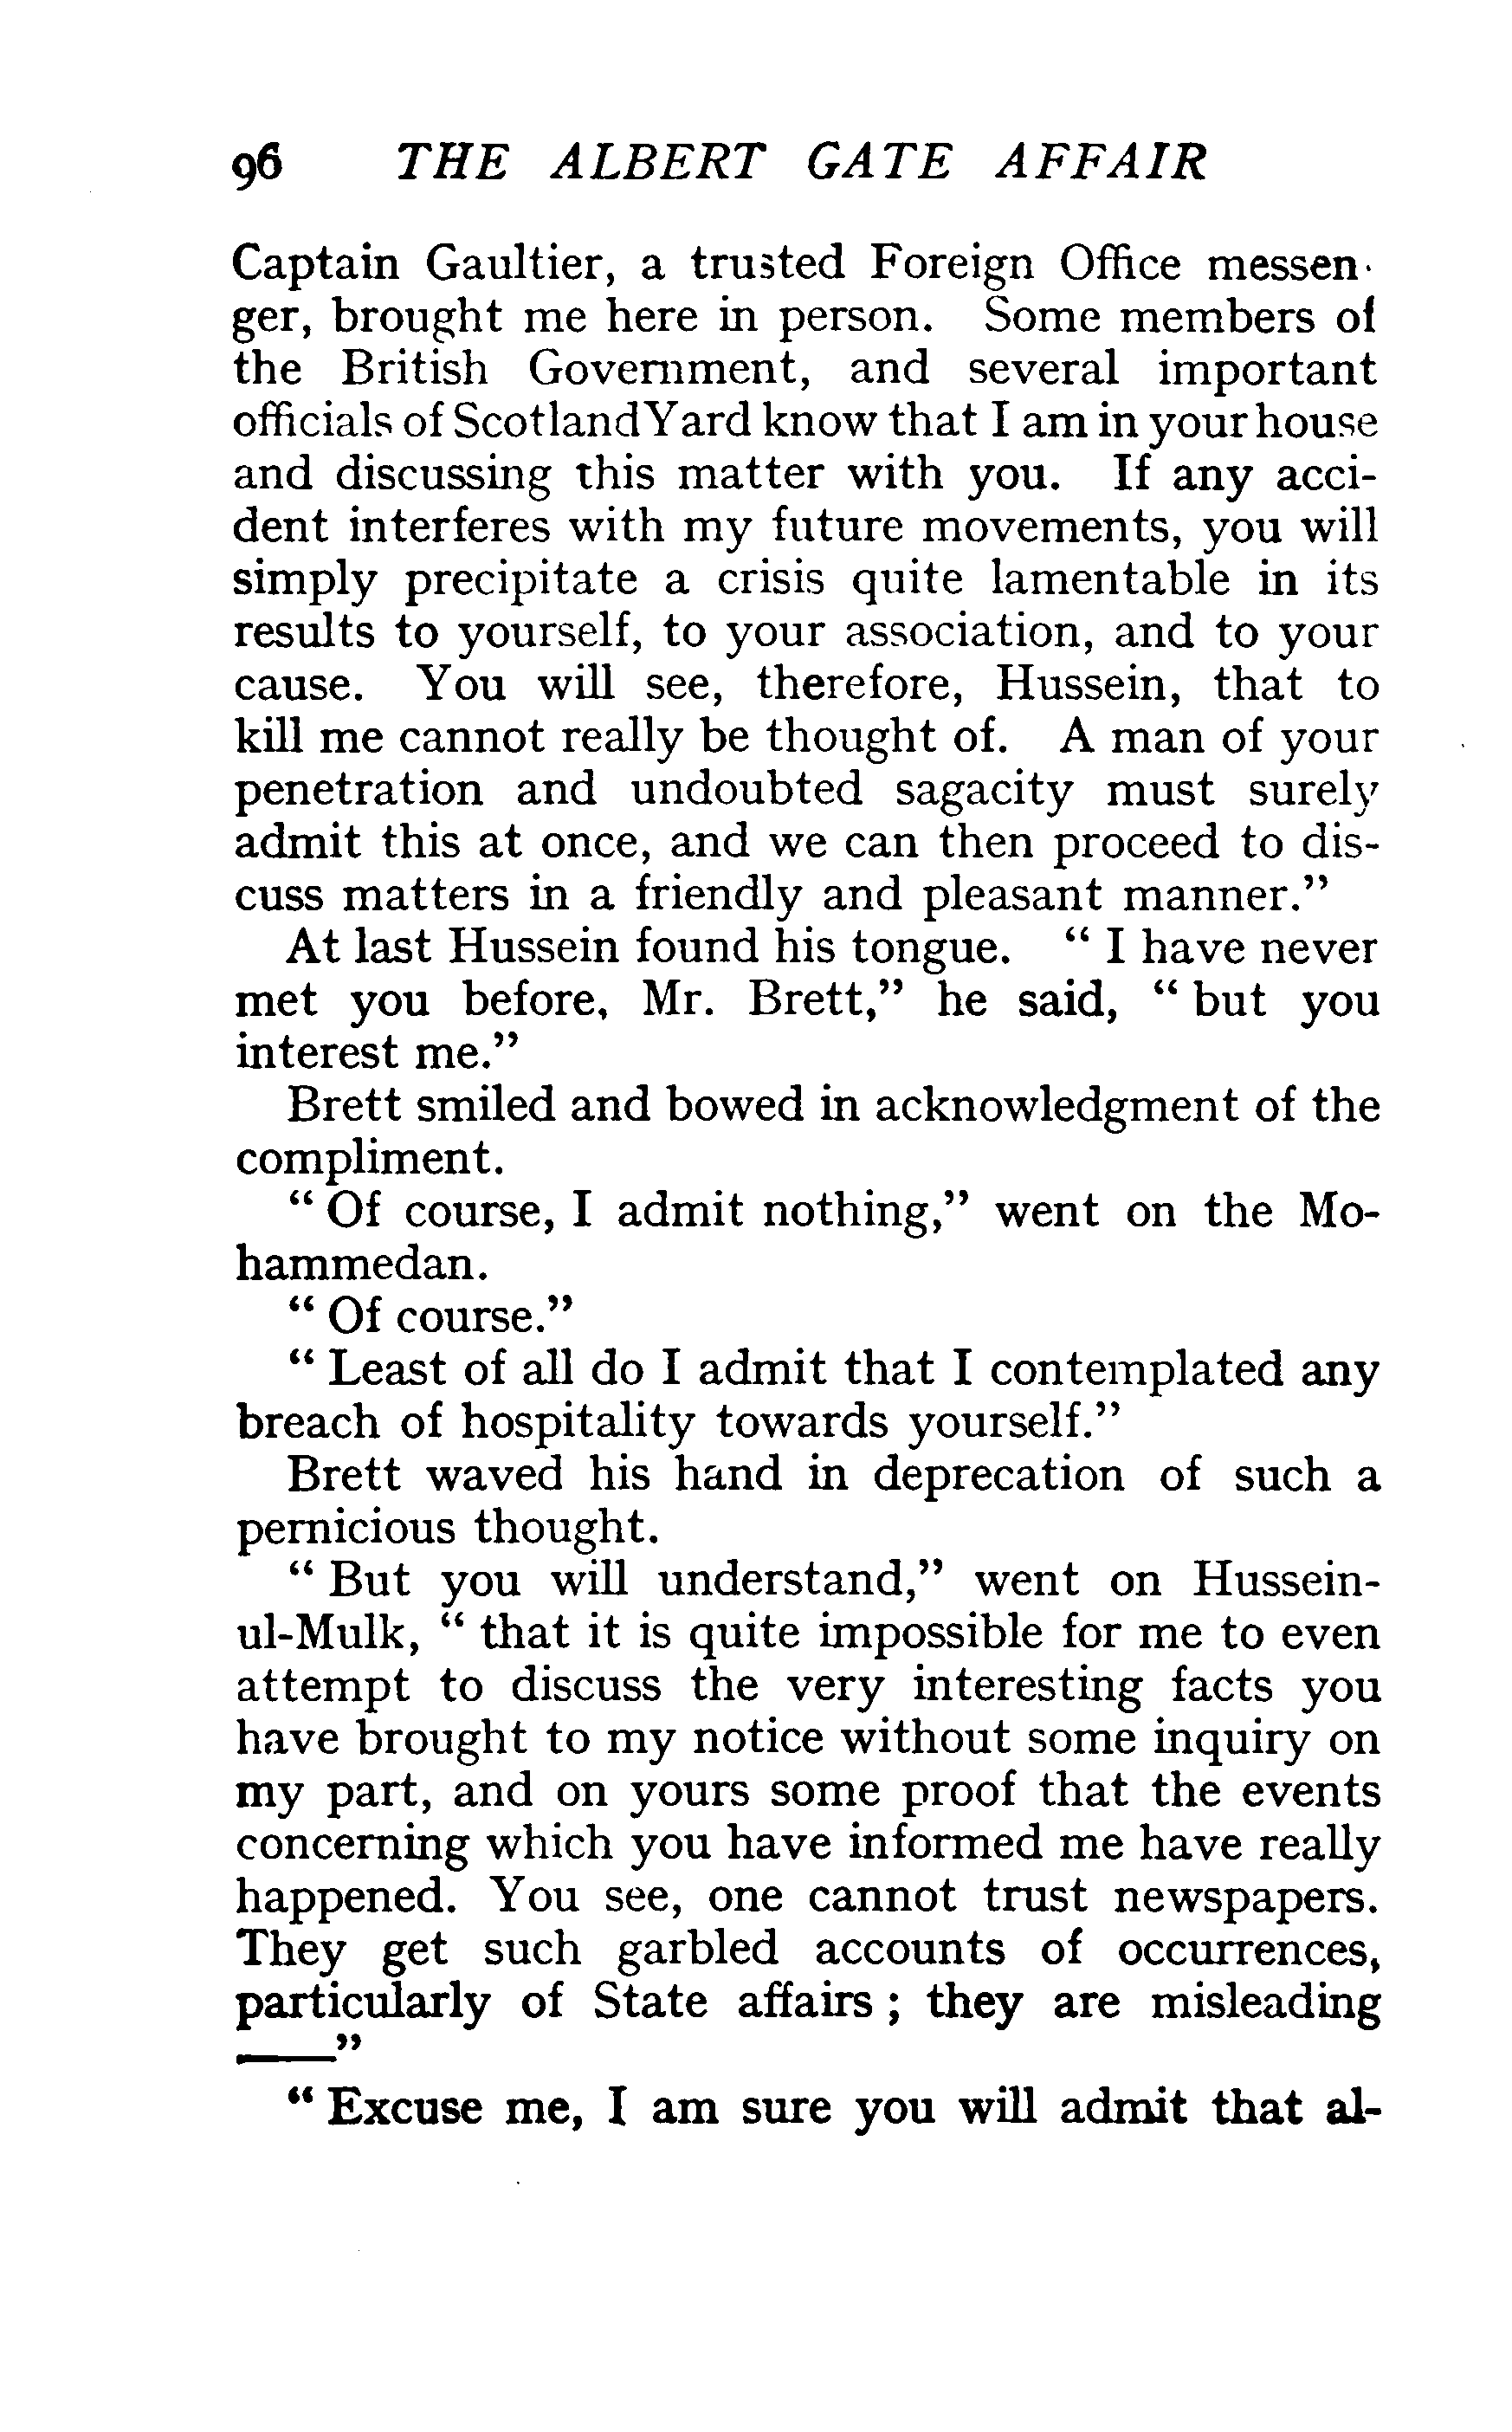 96 THE ALBERT GATE AFFAIR
Captain Gaultier, a trusted Foreign Office messen-
ger, brought me here in person. Some members of
the British Government, and several important
officials of Scotland Yard know that I am in your house
and discussing this matter with you. If any acci-
dent interferes with my future movements, you will
simply precipitate a crisis quite lamentable in its
results to yourself, to your association, and to your
cause. You will see, therefore, Hussein, that to
kill me cannot really be thought of. A man of your
penetration and undoubted sagacity must surely
admit this at once, and we can then proceed to dis-
cuss matters in a friendly and pleasant manner.”
At last Hussein found his tongue. “ I have never
met you before, Mr. Brett,” he said, “ but you
interest me.”
Brett smiled and bowed in acknowledgment of the
compliment.
“ Of course, I admit nothing,” went on the Mo-
hammedan.
“ Of course.”
“ Least of all do I admit that I contemplated any
breach of hospitality towards yourself.”
Brett waved his hand in deprecation of such a
pernicious thought.
“ But you will understand,” went on Hussein-
ul-Mulk, “ that it is quite impossible for me to even
attempt to discuss the very interesting facts you
have brought to my notice without some inquiry on
my part, and on yours some proof that the events
concerning which you have informed me have really
happened. You see, one cannot trust newspapers.
They get such garbled accounts of occurrences,
particularly of State affairs ; they are misleading
——”
“ Excuse me, I am sure you will admit that al-